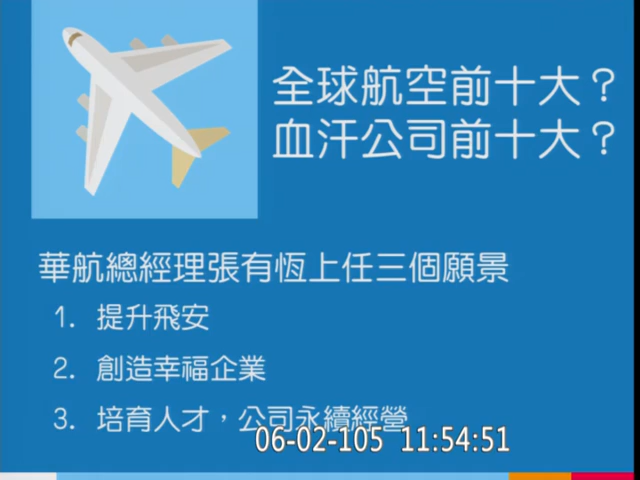 全球航空前十大？
血汗公司前十大？
華航總經理張有恆上任三個願景
1. 提升飛安
2. 創造幸福企業
3. 培育人才，公司永續經營
06-02-105 11:54:51